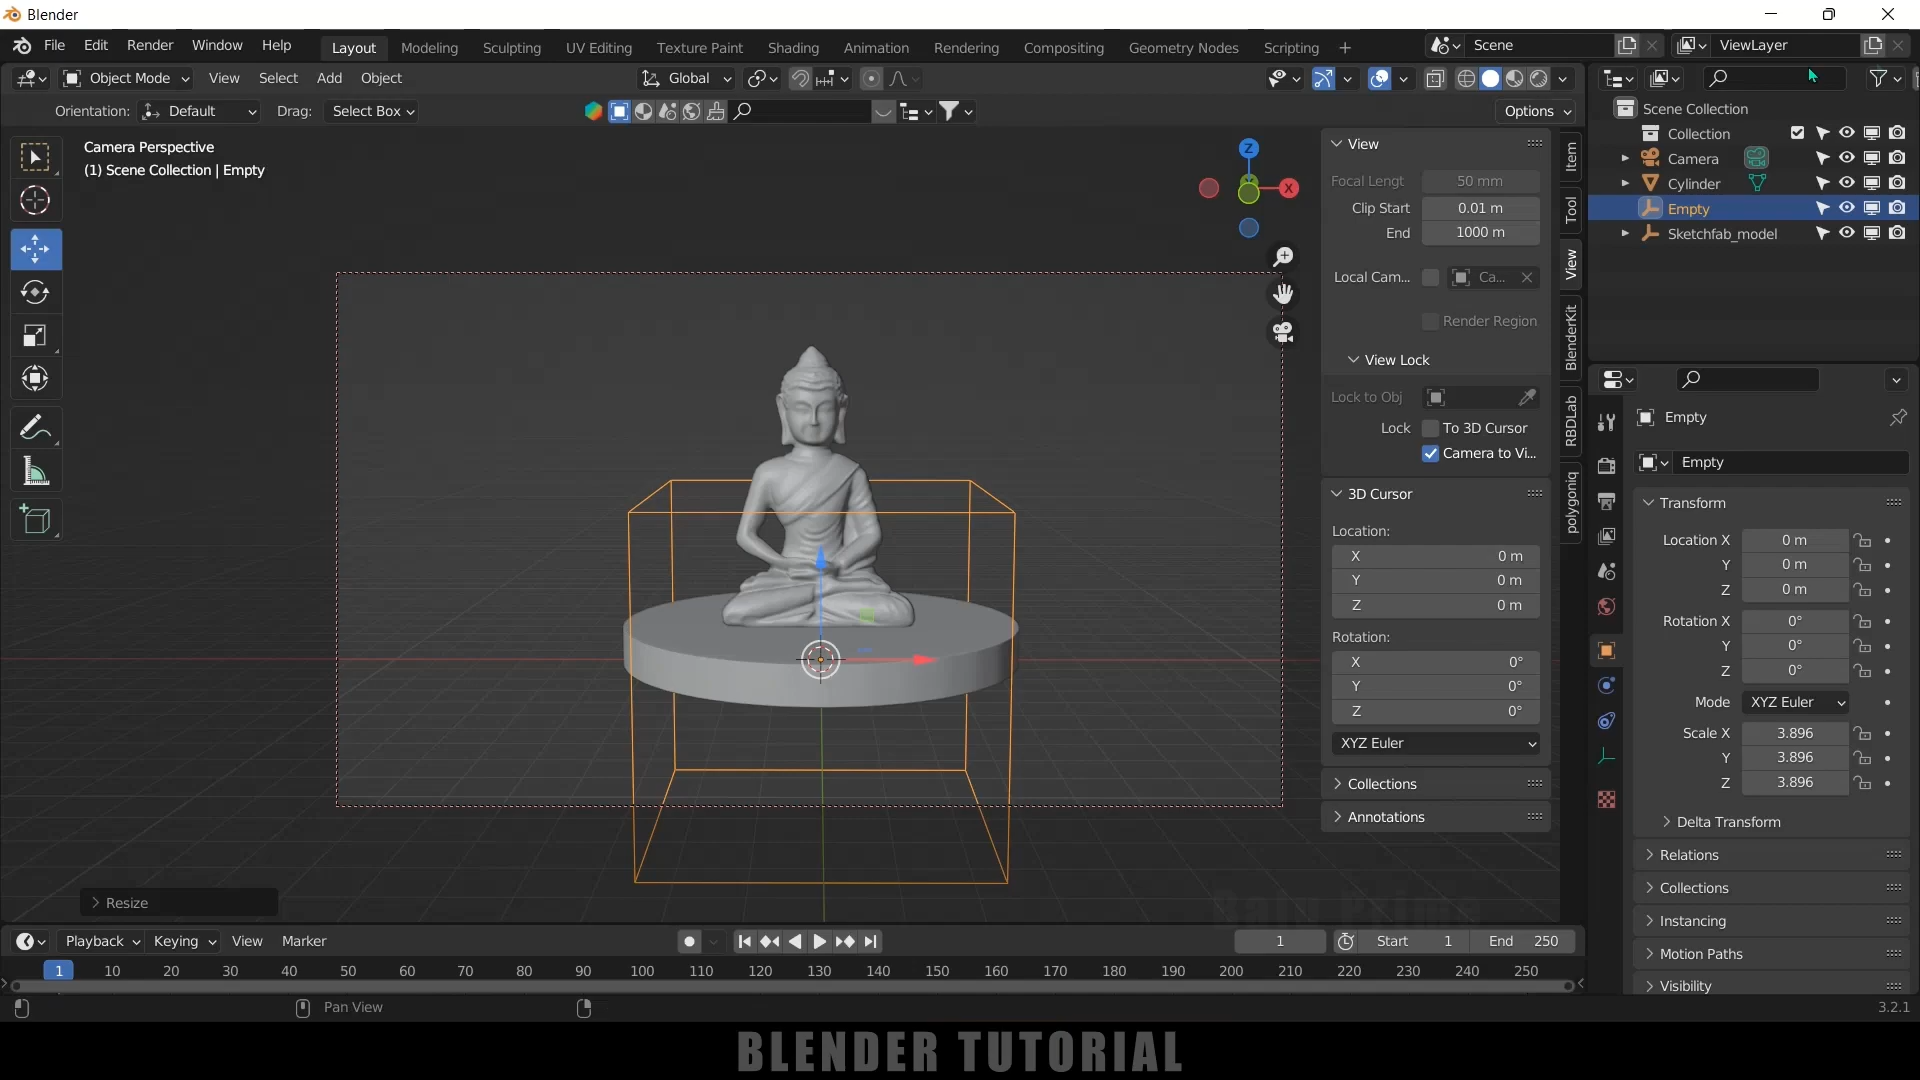 Blender
File Edit Render Window Help Layout Modeling Sculpting UV Editing Texture Paint Shading Animation Rendering Compositing Geometry Nodes Scripting + Scene ViewLayer
Object Mode View Select Add Object Global
Orientation: Default Drag: Select Box Options
Camera Perspective
(1) Scene Collection | Empty
Z
X
View
Focal Lengt 50 mm
Clip Start 0.01 m
End 1000 m
Local Cam... Ca...
Render Region
View Lock
Lock to Obj
Lock To 3D Cursor
Camera to Vi...
3D Cursor
Location:
X 0 m
Y 0 m
Z 0 m
Rotation:
X 0°
Y 0°
Z 0°
XYZ Euler
Collections
Annotations
Item
Tool
View
BlenderKit
RBDLab
polygoniq
Scene Collection
Collection
Camera
Cylinder
Empty
Sketchfab_model
Empty
Empty
Transform
Location X 0 m
Y 0 m
Z 0 m
Rotation X 0°
Y 0°
Z 0°
Mode XYZ Euler
Scale X 3.896
Y 3.896
Z 3.896
Delta Transform
Relations
Collections
Instancing
Motion Paths
Visibility
Resize
Playback Keying View Marker 1 Start 1 End 250
1 10 20 30 40 50 60 70 80 90 100 110 120 130 140 150 160 170 180 190 200 210 220 230 240 250
Pan View 3.2.1
BLENDER TUTORIAL